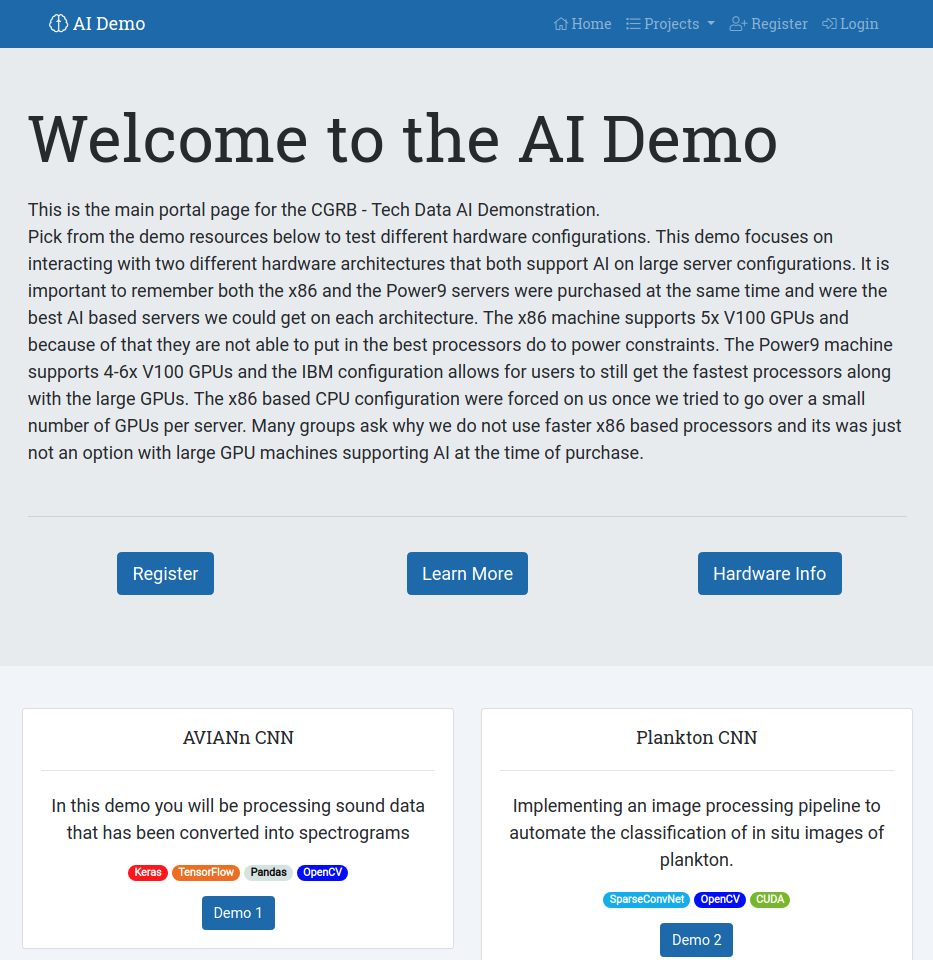 AI Demo
Home Projects Register Login
Welcome to the AI Demo
This is the main portal page for the CGRB - Tech Data AI Demonstration.
Pick from the demo resources below to test different hardware configurations. This demo focuses on
interacting with two different hardware architectures that both support AI on large server configurations. It is
important to remember both the x86 and the Power9 servers were purchased at the same time and were the
best AI based servers we could get on each architecture. The x86 machine supports 5x V100 GPUs and
because of that they are not able to put in the best processors do to power constraints. The Power9 machine
supports 4-6x V100 GPUs and the IBM configuration allows for users to still get the fastest processors along
with the large GPUs. The x86 based CPU configuration were forced on us once we tried to go over a small
number of GPUs per server. Many groups ask why we do not use faster x86 based processors and its was just
not an option with large GPU machines supporting AI at the time of purchase.
Register
Learn More
Hardware Info
AVIANn CNN
In this demo you will be processing sound data
that has been converted into spectrograms
Keras TensorFlow Pandas OpenCV
Demo 1
Plankton CNN
Implementing an image processing pipeline to
automate the classification of in situ images of
plankton.
SparseConvNet OpenCV CUDA
Demo 2